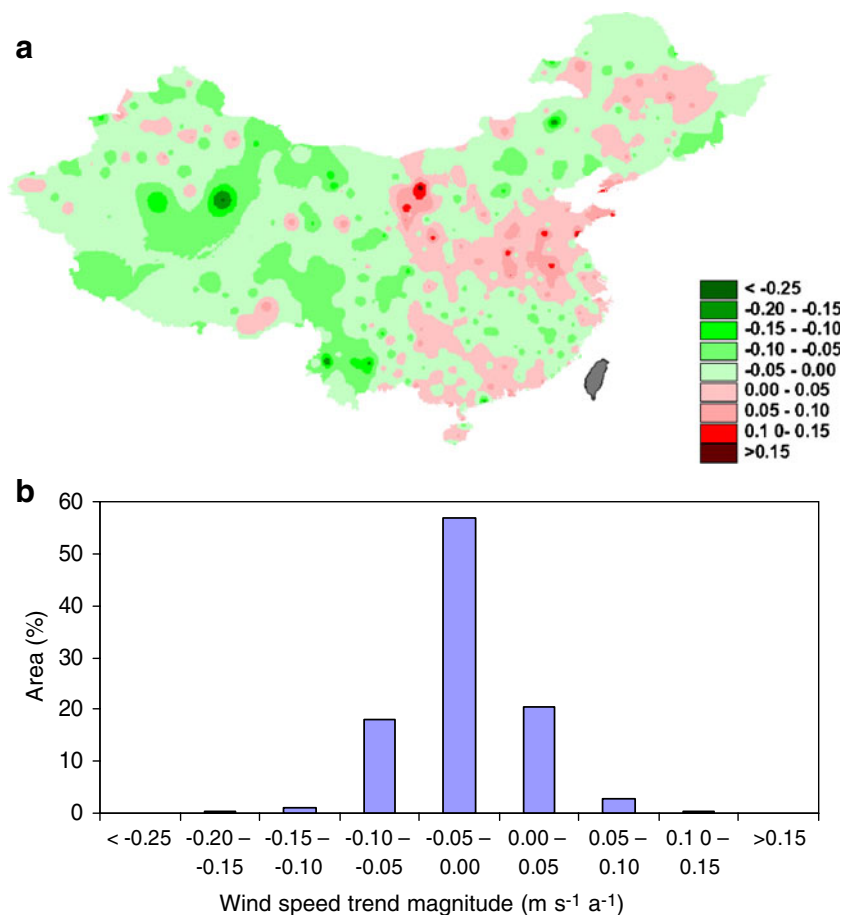 a
< -0.25
-0.20 - -0.15
-0.15 - -0.10
-0.10 - -0.05
-0.05 - 0.00
0.00 - 0.05
0.05 - 0.10
0.1 0- 0.15
>0.15
b
60
50
40
30
20
10
0
Area (%)
< -0.25 -0.20 – -0.15 – -0.10 – -0.05 – 0.00 – 0.05 – 0.1 0 – >0.15
-0.15 -0.10 -0.05 0.00 0.05 0.10 0.15
Wind speed trend magnitude (m s-1 a-1)